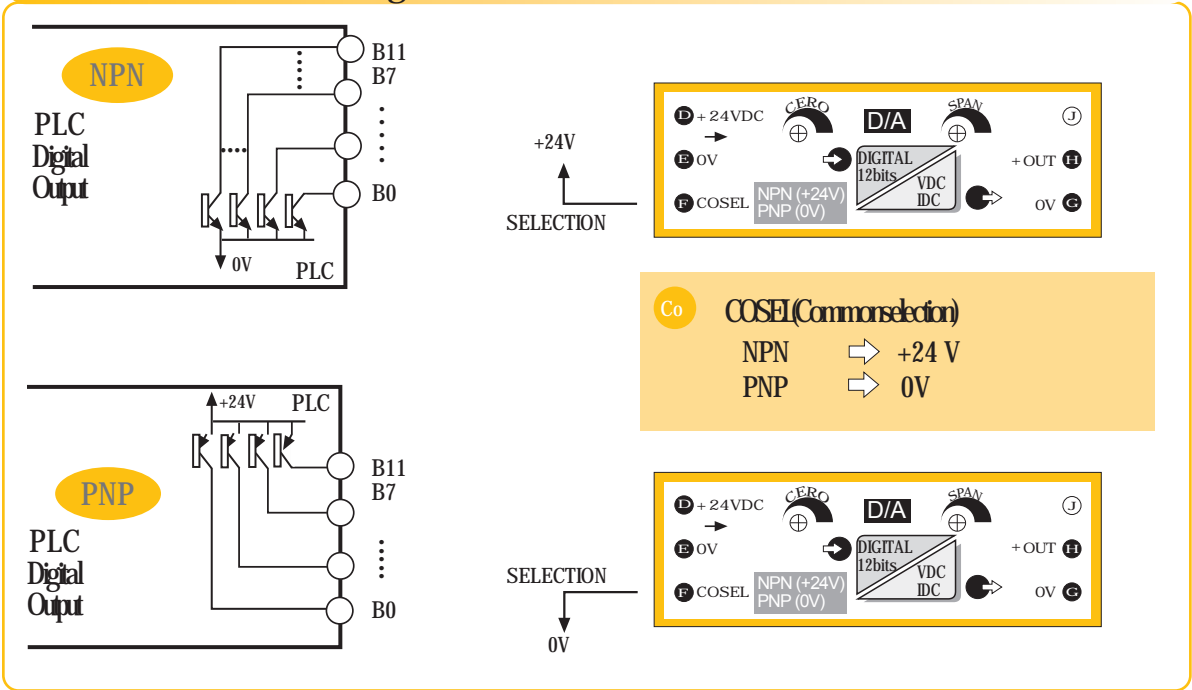 NPN
PLC
Digital
Output
B11
B7
B0
0V
PLC
+24V
SELECTION
D +24VDC
CERO
D/A
SPAN
J
E 0V
DIGITAL
12bits
VDC
IDC
+OUT H
F COSEL
NPN (+24V)
PNP (0V)
0V G
Co
COSEL(Commonselection)
NPN +24 V
PNP 0V
+24V
PLC
PNP
PLC
Digital
Output
B11
B7
B0
SELECTION
0V
D +24VDC
CERO
D/A
SPAN
J
E 0V
DIGITAL
12bits
VDC
IDC
+OUT H
F COSEL
NPN (+24V)
PNP (0V)
0V G